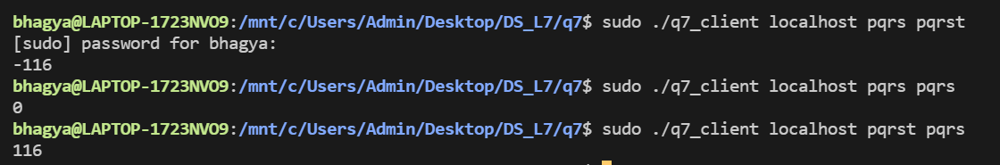 bhagya@LAPTOP-1723NVO9:/mnt/c/Users/Admin/Desktop/DS_L7/q7$ sudo ./q7_client localhost pqrs pqrst
[sudo] password for bhagya:
-116
bhagya@LAPTOP-1723NVO9:/mnt/c/Users/Admin/Desktop/DS_L7/q7$ sudo ./q7_client localhost pqrs pqrs
0
bhagya@LAPTOP-1723NVO9:/mnt/c/Users/Admin/Desktop/DS_L7/q7$ sudo ./q7_client localhost pqrst pqrs
116